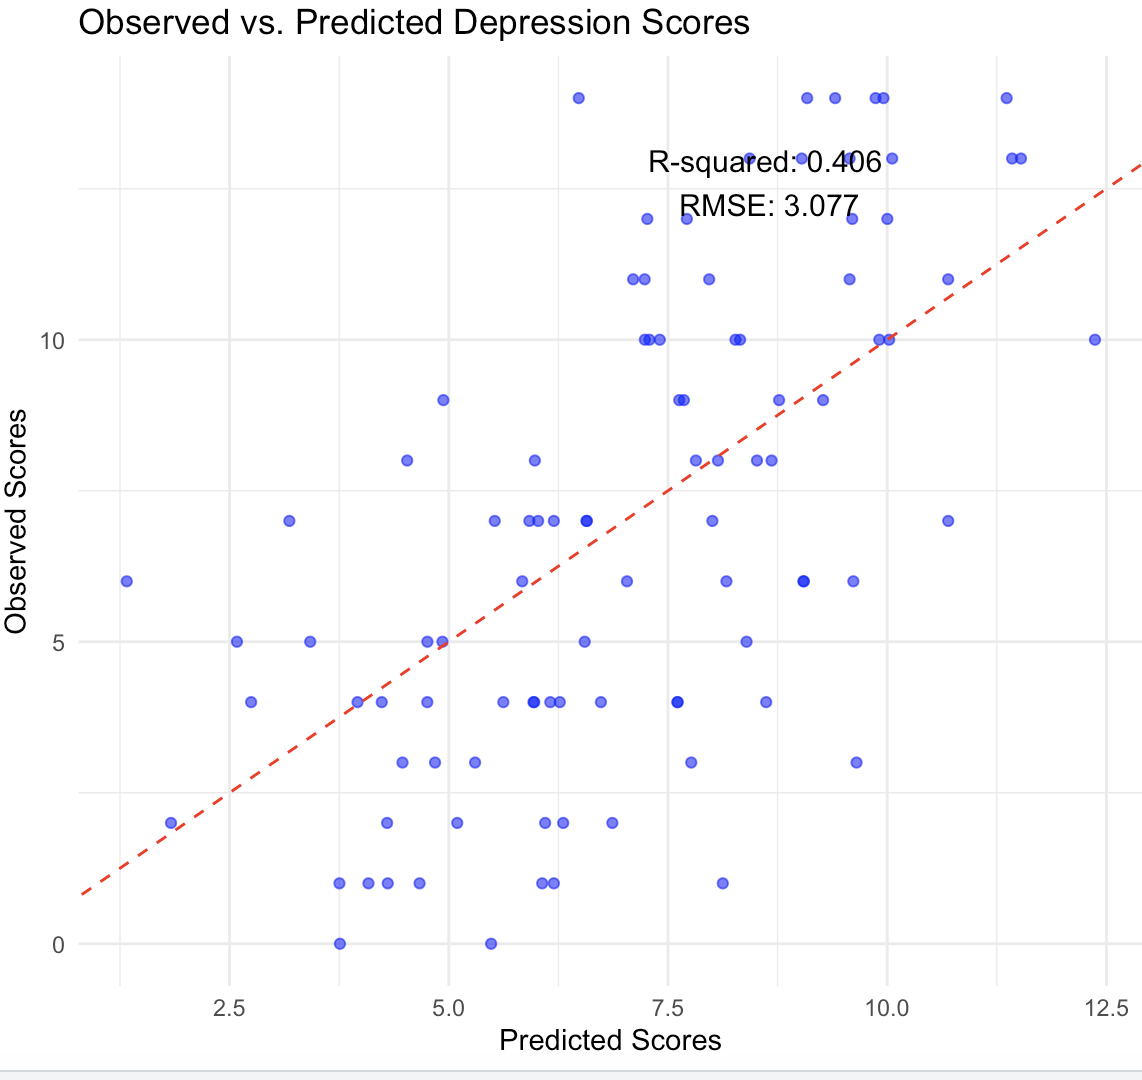 Observed vs. Predicted Depression Scores
R-squared: 0.406
RMSE: 3.077
10
5
0
Observed Scores
2.5 5.0 7.5 10.0 12.5
Predicted Scores